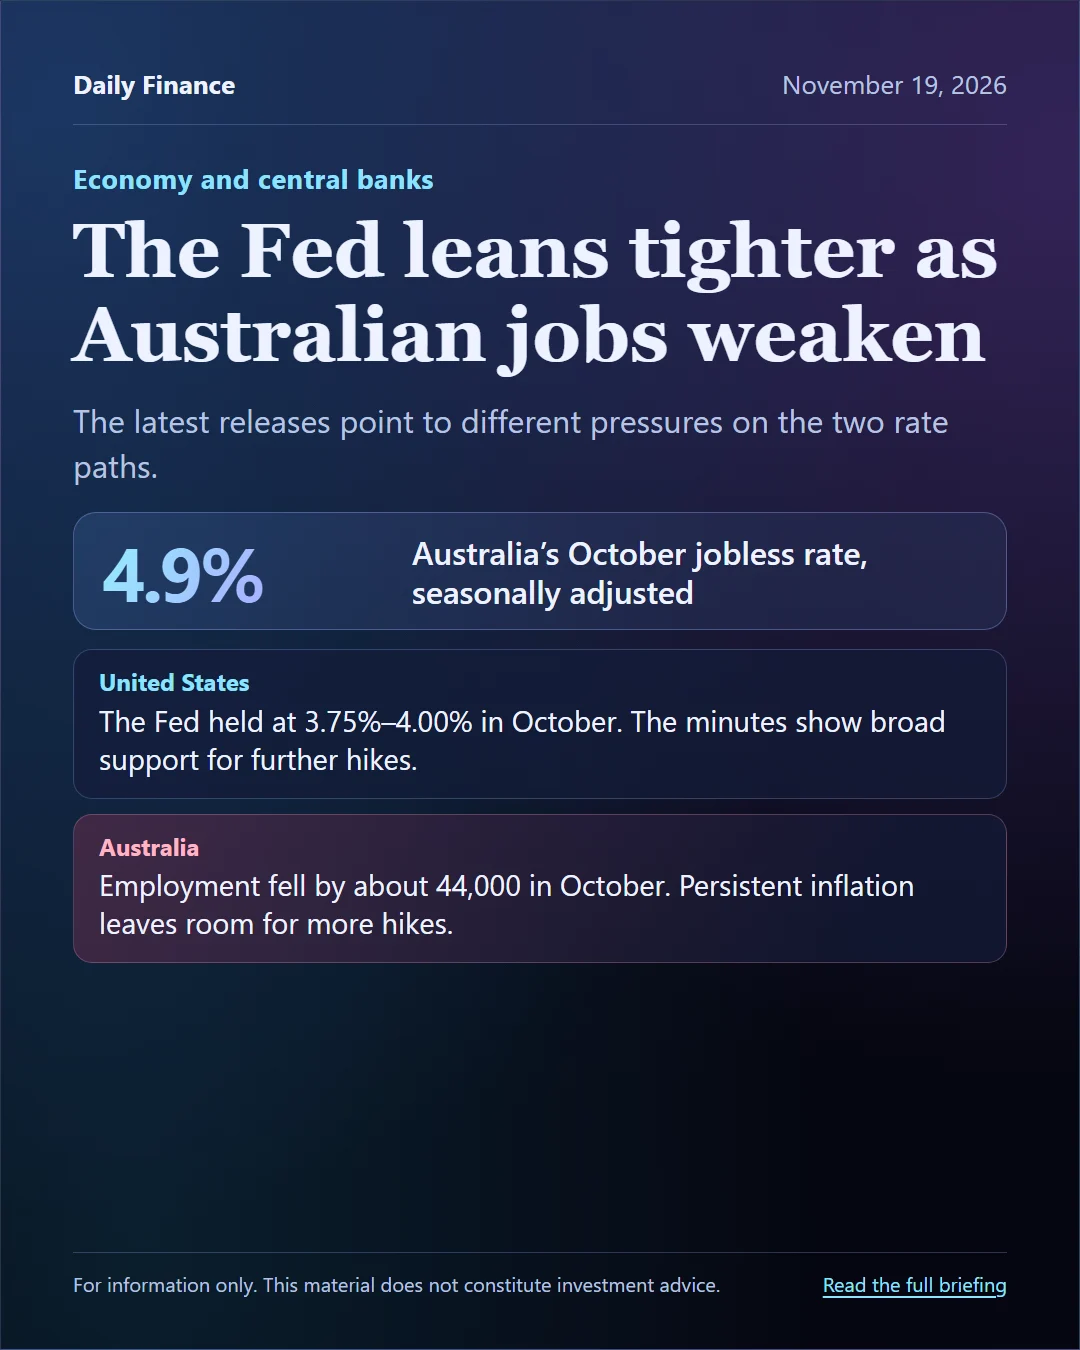 Daily Finance
November 19, 2026
Economy and central banks
The Fed leans tighter as
Australian jobs weaken
The latest releases point to different pressures on the two rate
paths.
4.9%
Australia’s October jobless rate,
seasonally adjusted
United States
The Fed held at 3.75%–4.00% in October. The minutes show broad
support for further hikes.
Australia
Employment fell by about 44,000 in October. Persistent inflation
leaves room for more hikes.
For information only. This material does not constitute investment advice.
Read the full briefing